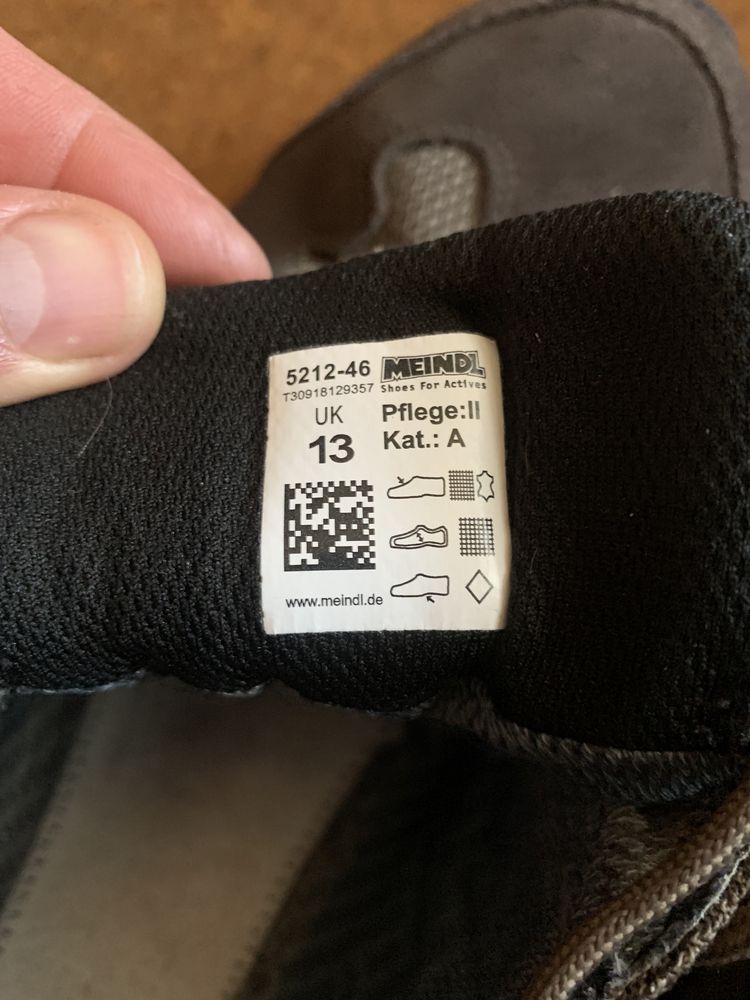 5212-46 MEINDL
T30918129357 Shoes For Actives
UK Pflege:II
13 Kat.: A
www.meindl.de